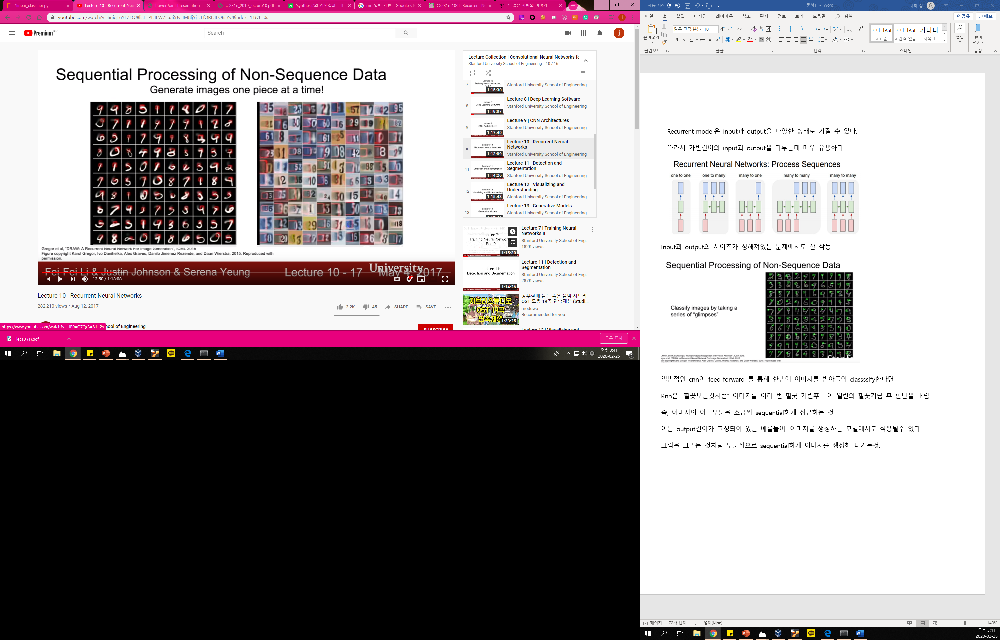 *linear_classifier.py
Lecture 10 | Recurrent Neu
PowerPoint Presentation
cs231n_2019_lecture10.pdf
'synthesis'의 검색결과 : 네
rnn 입력 가변 - Google 검
CS231n 10강. Recurrent N
꿈 많은 사람의 이야기
youtube.com/watch?v=6niqTuYFZLQ&list=PL3FW7Lu3i5JvHM8ljYj-zLfQRF3EO8sYv&index=11&t=0s
Premium KR
Search
j
Sequential Processing of Non-Sequence Data
Generate images one piece at a time!
Gregor et al, "DRAW: A Recurrent Neural Network For Image Generation", ICML 2015
Figure copyright Karol Gregor, Ivo Danihelka, Alex Graves, Danilo Jimenez Rezende, and Daan Wierstra, 2015. Reproduced with
permission.
Fei-Fei Li & Justin Johnson & Serena Yeung
Lecture 10 - 17
University
May 4, 2017
12:50 / 1:13:08
Lecture 10 | Recurrent Neural Networks
282,210 views • Aug 12, 2017
2.2K
45
SHARE
SAVE
hool of Engineering
SUBSCRIBE
https://www.youtube.com/watch?v=_JB0AO7QxSA&t=2s
lec10 (1).pdf
모두 표시
오후 3:41
2020-02-25
Lecture Collection | Convolutional Neural Networks fo
Stanford University School of Engineering - 10 / 16
7
1:15:30
Stanford University School of Engineering
8
1:18:07
Lecture 8 | Deep Learning Software
Stanford University School of Engineering
9
1:17:40
Lecture 9 | CNN Architectures
Stanford University School of Engineering
1:13:09
Lecture 10 | Recurrent Neural
Networks
Stanford University School of Engineering
11
1:14:26
Lecture 11 | Detection and
Segmentation
Stanford University School of Engineering
12
1:15:48
Lecture 12 | Visualizing and
Understanding
Stanford University School of Engineering
13
Lecture 13 | Generative Models
Stanford University School of Engineering
Lecture 7:
Training Neural Networks
Part 2
1:15:30
Lecture 7 | Training Neural
Networks II
Stanford University School of Eng...
182K views
Lecture 11:
Detection and Segmentation
1:14:26
Lecture 11 | Detection and
Segmentation
Stanford University School of Eng...
287K views
지브리스튜디오
OST 19곡
연속재생
1:33:25
공부할때 듣는 좋은 음악 지브리
OST 모음 19곡 연속재생 (Studi...
moduwa
Recommended for you
Lecture 12 | Visualizing and
자동 저장
문서1 - Word
새하 정
파일
홈
삽입
디자인
레이아웃
참조
편지
검토
보기
도움말
검색
공유
메모
붙여넣기
맑은 고딕(본문
10
가나다AaE
가나다AaE
가나다,
표준
간격 없음
제목 1
편집
받아
쓰기
클립보드
글꼴
단락
스타일
음성
Recurrent model은 input과 output을 다양한 형태로 가질 수 있다.
따라서 가변길이의 input과 output을 다루는데 매우 유용하다.
Recurrent Neural Networks: Process Sequences
one to one
one to many
many to one
many to many
many to many
Input과 output의 사이즈가 정해져있는 문제에서도 잘 작동
Sequential Processing of Non-Sequence Data
Classify images by taking a
series of "glimpses"
일반적인 cnn이 feed forward 를 통해 한번에 이미지를 받아들어 classssify한다면
Rnn은 "힐끗보는것처럼" 이미지를 여러 번 힐끗 거린후 , 이 일련의 힐끗거림 후 판단을 내림.
즉, 이미지의 여러부분을 조금씩 sequential하게 접근하는 것
이는 output길이가 고정되어 있는 예를들어, 이미지를 생성하는 모델에서도 적용될수 있다.
그림을 그리는 것처럼 부분적으로 sequential하게 이미지를 생성해 나가는것.
1/1 페이지
72개 단어
영어(미국)
140%
오후 3:41
2020-02-25